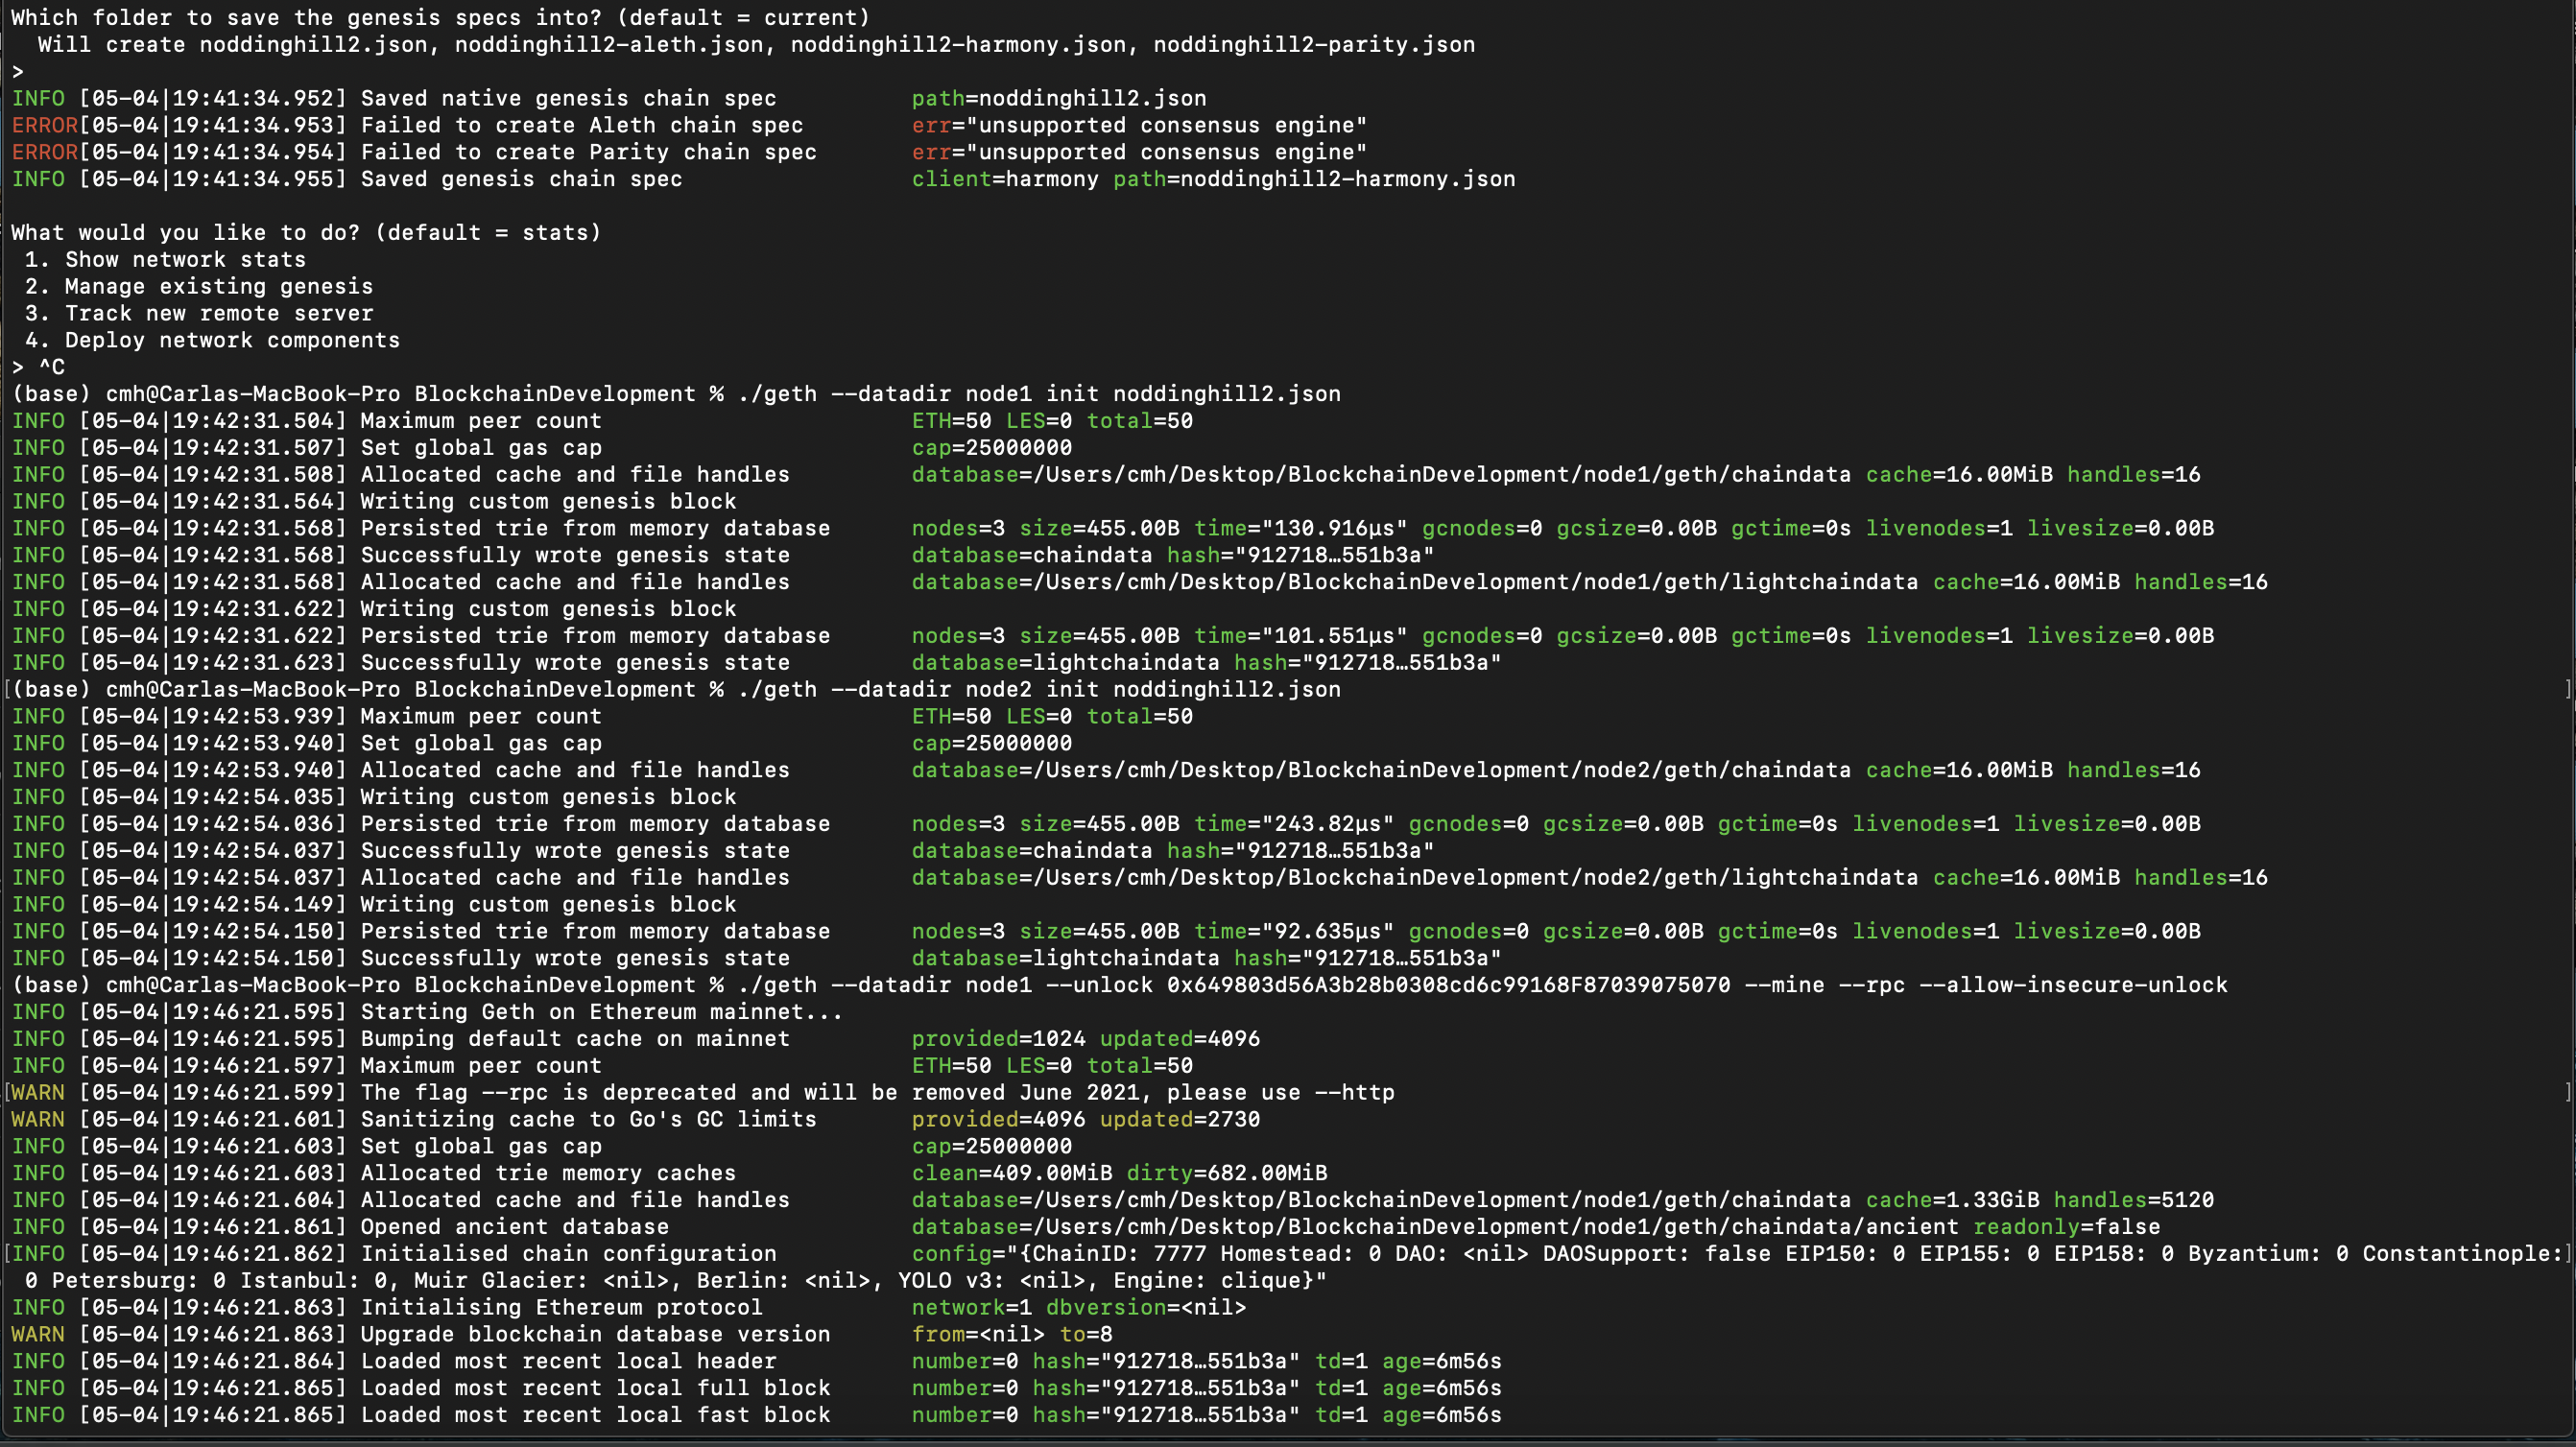 Which folder to save the genesis specs into? (default = current)
  Will create noddinghill2.json, noddinghill2-aleth.json, noddinghill2-harmony.json, noddinghill2-parity.json
>
INFO [05-04|19:41:34.952] Saved native genesis chain spec          path=noddinghill2.json
ERROR[05-04|19:41:34.953] Failed to create Aleth chain spec        err="unsupported consensus engine"
ERROR[05-04|19:41:34.954] Failed to create Parity chain spec       err="unsupported consensus engine"
INFO [05-04|19:41:34.955] Saved genesis chain spec                 client=harmony path=noddinghill2-harmony.json

What would you like to do? (default = stats)
 1. Show network stats
 2. Manage existing genesis
 3. Track new remote server
 4. Deploy network components
> ^C
(base) cmh@Carlas-MacBook-Pro BlockchainDevelopment % ./geth --datadir node1 init noddinghill2.json
INFO [05-04|19:42:31.504] Maximum peer count                       ETH=50 LES=0 total=50
INFO [05-04|19:42:31.507] Set global gas cap                       cap=25000000
INFO [05-04|19:42:31.508] Allocated cache and file handles         database=/Users/cmh/Desktop/BlockchainDevelopment/node1/geth/chaindata cache=16.00MiB handles=16
INFO [05-04|19:42:31.564] Writing custom genesis block
INFO [05-04|19:42:31.568] Persisted trie from memory database      nodes=3 size=455.00B time="130.916µs" gcnodes=0 gcsize=0.00B gctime=0s livenodes=1 livesize=0.00B
INFO [05-04|19:42:31.568] Successfully wrote genesis state         database=chaindata hash="912718…551b3a"
INFO [05-04|19:42:31.568] Allocated cache and file handles         database=/Users/cmh/Desktop/BlockchainDevelopment/node1/geth/lightchaindata cache=16.00MiB handles=16
INFO [05-04|19:42:31.622] Writing custom genesis block
INFO [05-04|19:42:31.622] Persisted trie from memory database      nodes=3 size=455.00B time="101.551µs" gcnodes=0 gcsize=0.00B gctime=0s livenodes=1 livesize=0.00B
INFO [05-04|19:42:31.623] Successfully wrote genesis state         database=lightchaindata hash="912718…551b3a"
[(base) cmh@Carlas-MacBook-Pro BlockchainDevelopment % ./geth --datadir node2 init noddinghill2.json ]
INFO [05-04|19:42:53.939] Maximum peer count                       ETH=50 LES=0 total=50
INFO [05-04|19:42:53.940] Set global gas cap                       cap=25000000
INFO [05-04|19:42:53.940] Allocated cache and file handles         database=/Users/cmh/Desktop/BlockchainDevelopment/node2/geth/chaindata cache=16.00MiB handles=16
INFO [05-04|19:42:54.035] Writing custom genesis block
INFO [05-04|19:42:54.036] Persisted trie from memory database      nodes=3 size=455.00B time="243.82µs" gcnodes=0 gcsize=0.00B gctime=0s livenodes=1 livesize=0.00B
INFO [05-04|19:42:54.037] Successfully wrote genesis state         database=chaindata hash="912718…551b3a"
INFO [05-04|19:42:54.037] Allocated cache and file handles         database=/Users/cmh/Desktop/BlockchainDevelopment/node2/geth/lightchaindata cache=16.00MiB handles=16
INFO [05-04|19:42:54.149] Writing custom genesis block
INFO [05-04|19:42:54.150] Persisted trie from memory database      nodes=3 size=455.00B time="92.635µs" gcnodes=0 gcsize=0.00B gctime=0s livenodes=1 livesize=0.00B
INFO [05-04|19:42:54.150] Successfully wrote genesis state         database=lightchaindata hash="912718…551b3a"
(base) cmh@Carlas-MacBook-Pro BlockchainDevelopment % ./geth --datadir node1 --unlock 0x649803d56A3b28b0308cd6c99168F87039075070 --mine --rpc --allow-insecure-unlock
INFO [05-04|19:46:21.595] Starting Geth on Ethereum mainnet...
INFO [05-04|19:46:21.595] Bumping default cache on mainnet         provided=1024 updated=4096
INFO [05-04|19:46:21.597] Maximum peer count                       ETH=50 LES=0 total=50
[WARN [05-04|19:46:21.599] The flag --rpc is deprecated and will be removed June 2021, please use --http ]
WARN [05-04|19:46:21.601] Sanitizing cache to Go's GC limits       provided=4096 updated=2730
INFO [05-04|19:46:21.603] Set global gas cap                       cap=25000000
INFO [05-04|19:46:21.603] Allocated trie memory caches             clean=409.00MiB dirty=682.00MiB
INFO [05-04|19:46:21.604] Allocated cache and file handles         database=/Users/cmh/Desktop/BlockchainDevelopment/node1/geth/chaindata cache=1.33GiB handles=5120
INFO [05-04|19:46:21.861] Opened ancient database                  database=/Users/cmh/Desktop/BlockchainDevelopment/node1/geth/chaindata/ancient readonly=false
[INFO [05-04|19:46:21.862] Initialised chain configuration          config="{ChainID: 7777 Homestead: 0 DAO: <nil> DAOSupport: false EIP150: 0 EIP155: 0 EIP158: 0 Byzantium: 0 Constantinople:]
 0 Petersburg: 0 Istanbul: 0, Muir Glacier: <nil>, Berlin: <nil>, YOLO v3: <nil>, Engine: clique}"
INFO [05-04|19:46:21.863] Initialising Ethereum protocol           network=1 dbversion=<nil>
WARN [05-04|19:46:21.863] Upgrade blockchain database version      from=<nil> to=8
INFO [05-04|19:46:21.864] Loaded most recent local header          number=0 hash="912718…551b3a" td=1 age=6m56s
INFO [05-04|19:46:21.865] Loaded most recent local full block      number=0 hash="912718…551b3a" td=1 age=6m56s
INFO [05-04|19:46:21.865] Loaded most recent local fast block      number=0 hash="912718…551b3a" td=1 age=6m56s